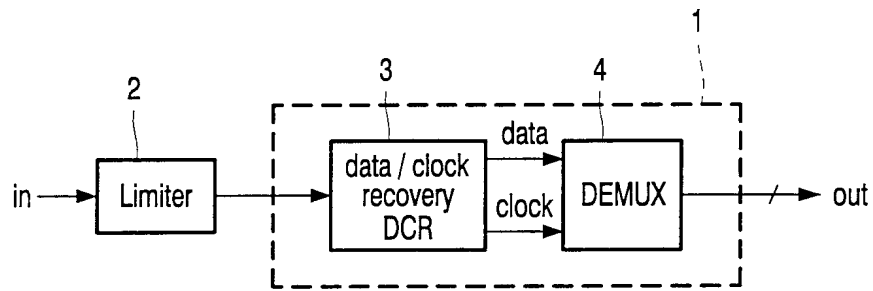 1
2
3
4
in
Limiter
data / clock
recovery
DCR
data
clock
DEMUX
out